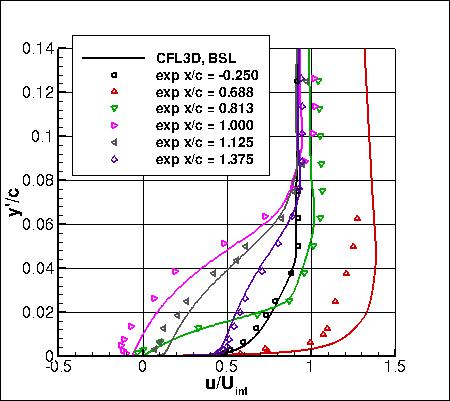 CFL3D, BSL
exp x/c = -0.250
exp x/c = 0.688
exp x/c = 0.813
exp x/c = 1.000
exp x/c = 1.125
exp x/c = 1.375
0.14
0.12
0.1
0.08
0.06
0.04
0.02
0
y'/c
-0.5 0 0.5 1 1.5
u/Uinf